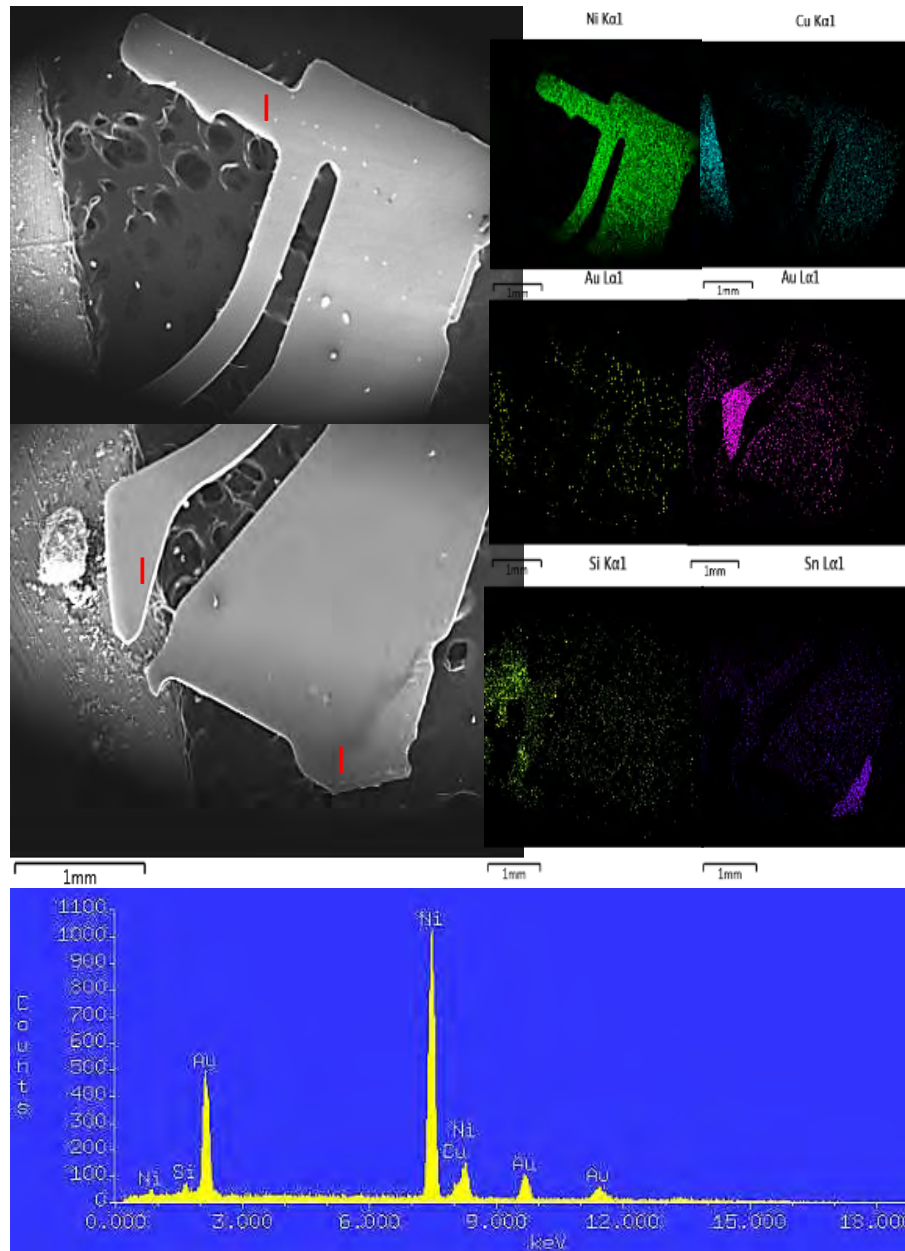 Ni Kα1
Cu Kα1
1mm
1mm
Au Lα1
Au Lα1
1mm
1mm
Si Kα1
Sn Lα1
1mm
1mm
1mm
1100
1000
900
800
700
600
500
400
300
200
100
0
Counts
Ni
Si
Au
Ni
Ni
Cu
Au
Au
0.000
3.000
6.000
9.000
12.000
15.000
18.000
keV